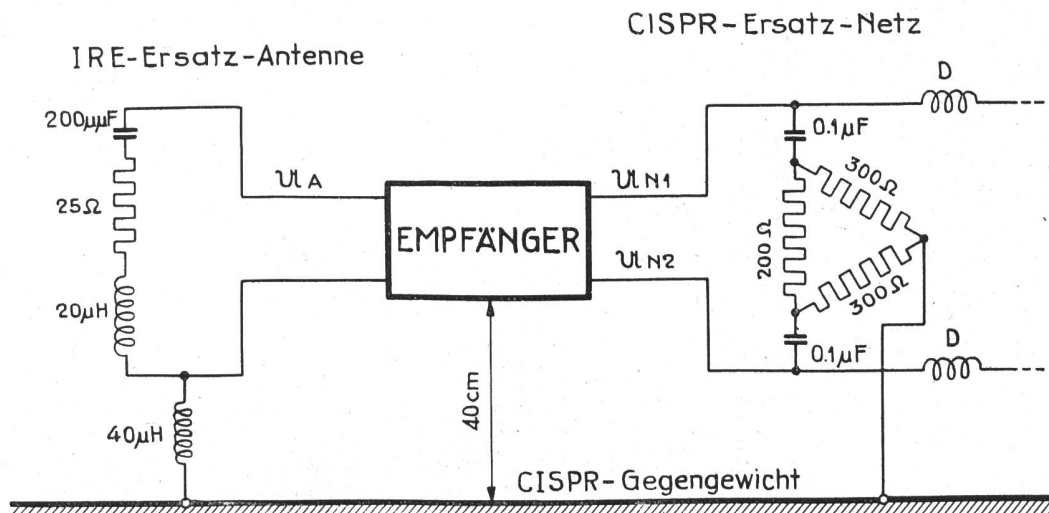 IRE-Ersatz-Antenne
CISPR-Ersatz-Netz
200µµF
25Ω
20µH
40µH
𝔘A
EMPFÄNGER
40cm
𝔘N1
𝔘N2
D
0.1µF
300Ω
200Ω
300Ω
0.1µF
D
CISPR-Gegengewicht